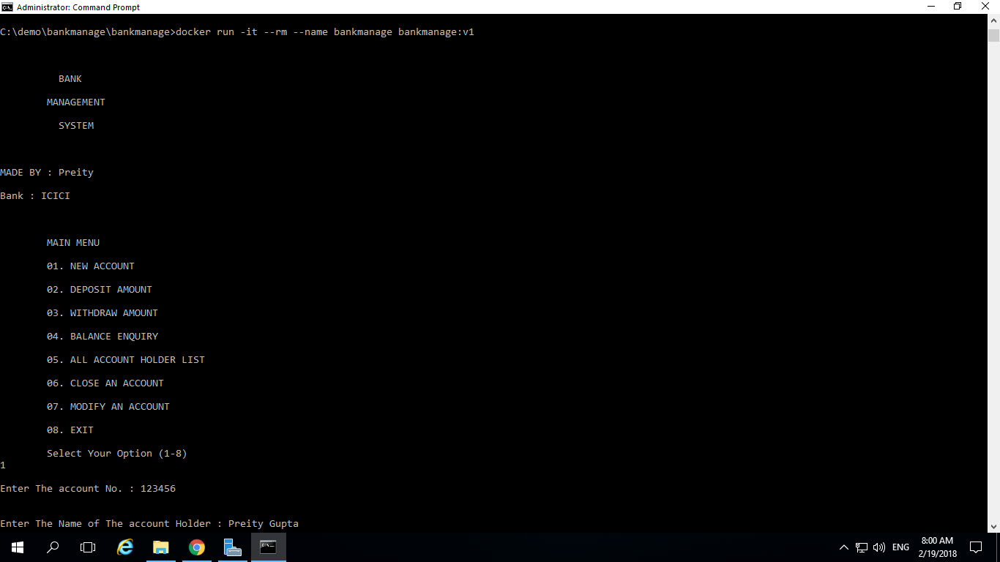 Administrator: Command Prompt
C:\demo\bankmanage\bankmanage>docker run -it --rm --name bankmanage bankmanage:v1
BANK
MANAGEMENT
SYSTEM
MADE BY : Preity
Bank : ICICI
MAIN MENU
01. NEW ACCOUNT
02. DEPOSIT AMOUNT
03. WITHDRAW AMOUNT
04. BALANCE ENQUIRY
05. ALL ACCOUNT HOLDER LIST
06. CLOSE AN ACCOUNT
07. MODIFY AN ACCOUNT
08. EXIT
Select Your Option (1-8)
1
Enter The account No. : 123456
Enter The Name of The account Holder : Preity Gupta
ENG
8:00 AM
2/19/2018